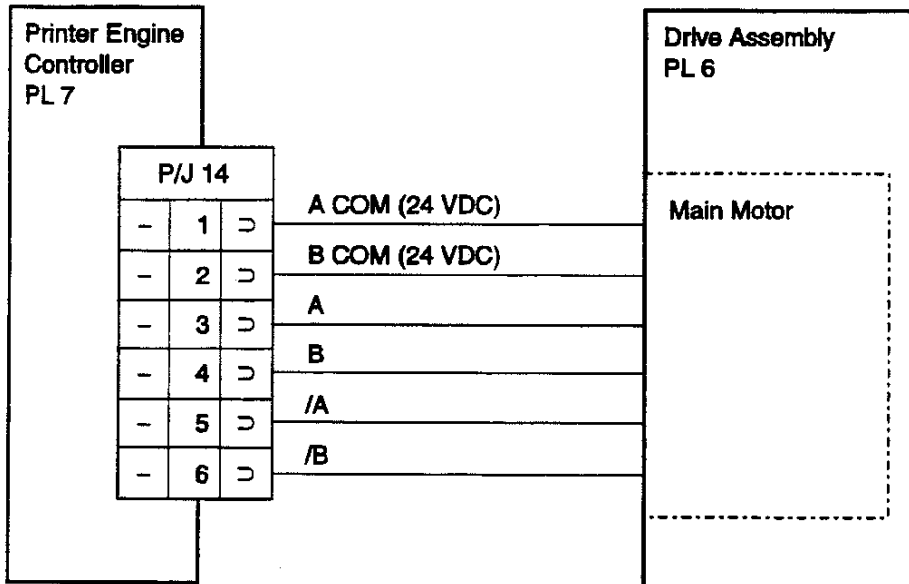 Printer Engine
Controller
PL 7
Drive Assembly
PL 6
P/J 14
Main Motor
1
A COM (24 VDC)
2
B COM (24 VDC)
3
A
4
B
5
/A
6
/B